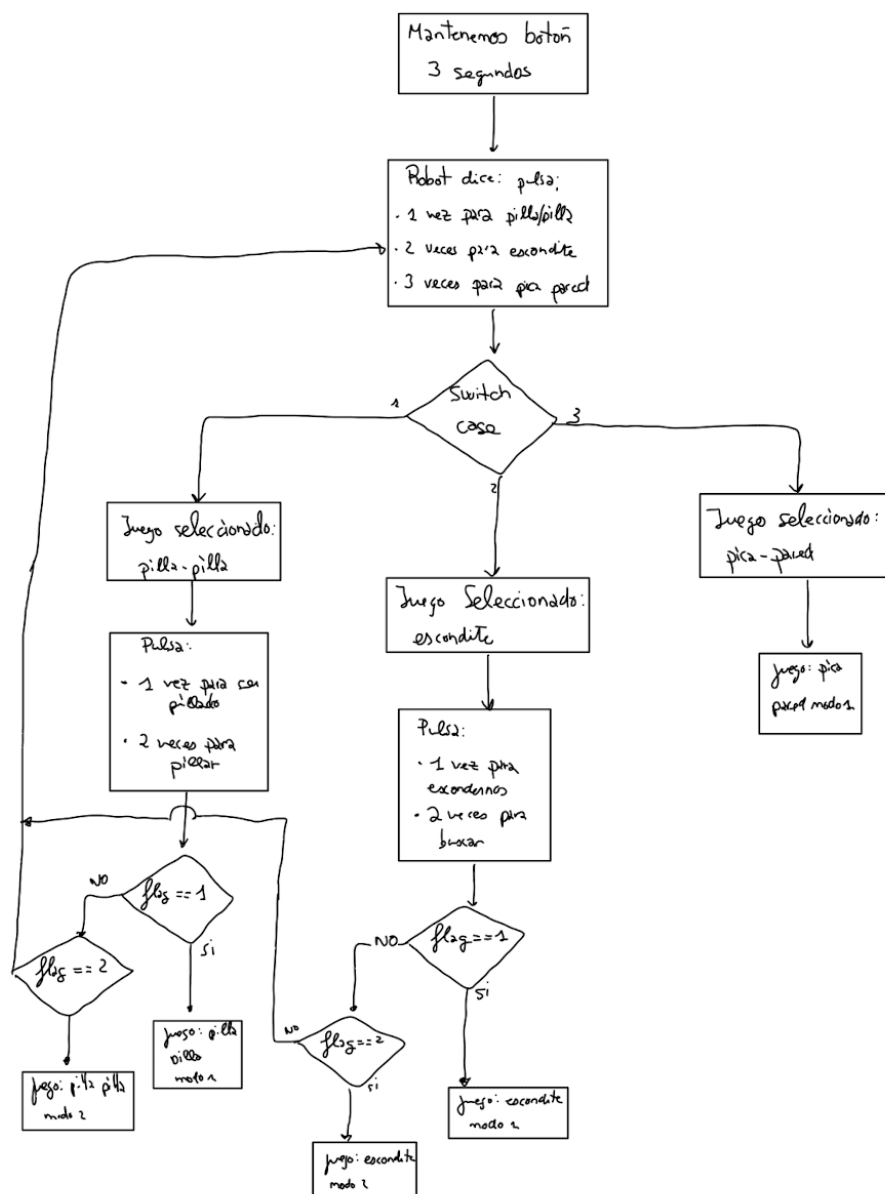 Mantenemos botón
3 segundos
Robot dice: pulsa:
· 1 vez para pilla/pilla
· 2 veces para escondite
· 3 veces para pica pared
Switch
case
1
2
3
Juego seleccionado:
pilla-pilla
Juego Seleccionado:
escondite
Juego seleccionado:
pica-pared
Pulsa:
· 1 vez para ser
pillado
· 2 veces para
pillar
Pulsa:
· 1 vez para
escondernos
· 2 veces para
buscar
Juego: pica
pared modo 1
flag == 1
NO
si
flag == 2
Juego: pilla
pilla
modo 1
Juego: pilla pilla
modo 2
flag == 1
NO
si
flag == 2
NO
si
Juego: escondite
modo 1
Juego: escondite
modo 2